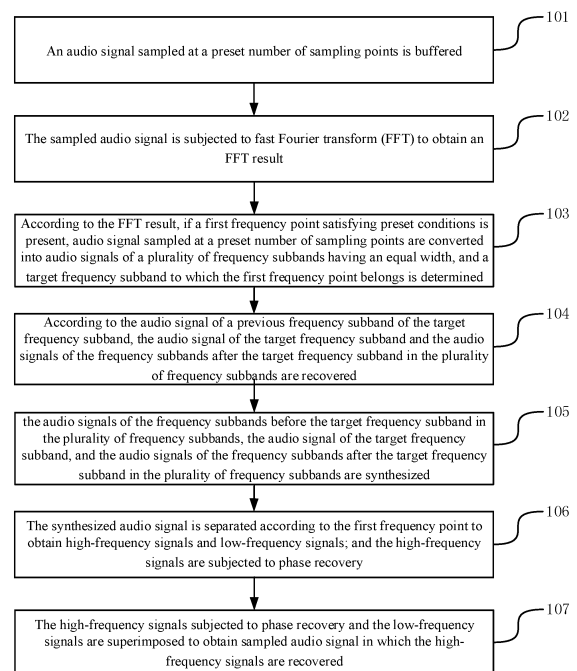 101
An audio signal sampled at a preset number of sampling points is buffered
102
The sampled audio signal is subjected to fast Fourier transform (FFT) to obtain an
FFT result
103
According to the FFT result, if a first frequency point satisfying preset conditions is
present, audio signal sampled at a preset number of sampling points are converted
into audio signals of a plurality of frequency subbands having an equal width, and a
target frequency subband to which the first frequency point belongs is determined
104
According to the audio signal of a previous frequency subband of the target
frequency subband, the audio signal of the target frequency subband and the audio
signals of the frequency subbands after the target frequency subband in the plurality
of frequency subbands are recovered
105
the audio signals of the frequency subbands before the target frequency subband in
the plurality of frequency subbands, the audio signal of the target frequency
subband, and the audio signals of the frequency subbands after the target frequency
subband in the plurality of frequency subbands are synthesized
106
The synthesized audio signal is separated according to the first frequency point to
obtain high-frequency signals and low-frequency signals; and the high-frequency
signals are subjected to phase recovery
107
The high-frequency signals subjected to phase recovery and the low-frequency
signals are superimposed to obtain sampled audio signal in which the high-
frequency signals are recovered